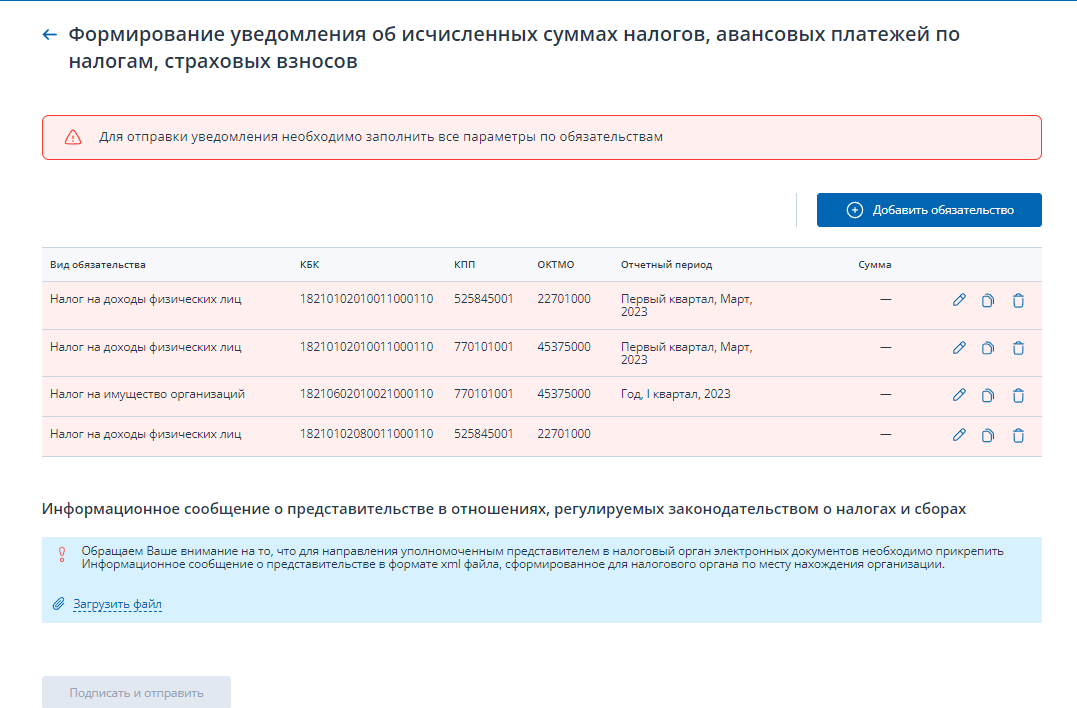 Формирование уведомления об исчисленных суммах налогов, авансовых платежей по
налогам, страховых взносов
Для отправки уведомления необходимо заполнить все параметры по обязательствам
Добавить обязательство
Вид обязательства КБК КПП ОКТМО Отчетный период Сумма
Налог на доходы физических лиц 18210102010011000110 525845001 22701000 Первый квартал, Март, —
2023
Налог на доходы физических лиц 18210102010011000110 770101001 45375000 Первый квартал, Март, —
2023
Налог на имущество организаций 18210602010021000110 770101001 45375000 Год, I квартал, 2023 —
Налог на доходы физических лиц 18210102080011000110 525845001 22701000 —
Информационное сообщение о представительстве в отношениях, регулируемых законодательством о налогах и сборах
Обращаем Ваше внимание на то, что для направления уполномоченным представителем в налоговый орган электронных документов необходимо прикрепить
Информационное сообщение о представительстве в формате xml файла, сформированное для налогового органа по месту нахождения организации.
Загрузить файл
Подписать и отправить